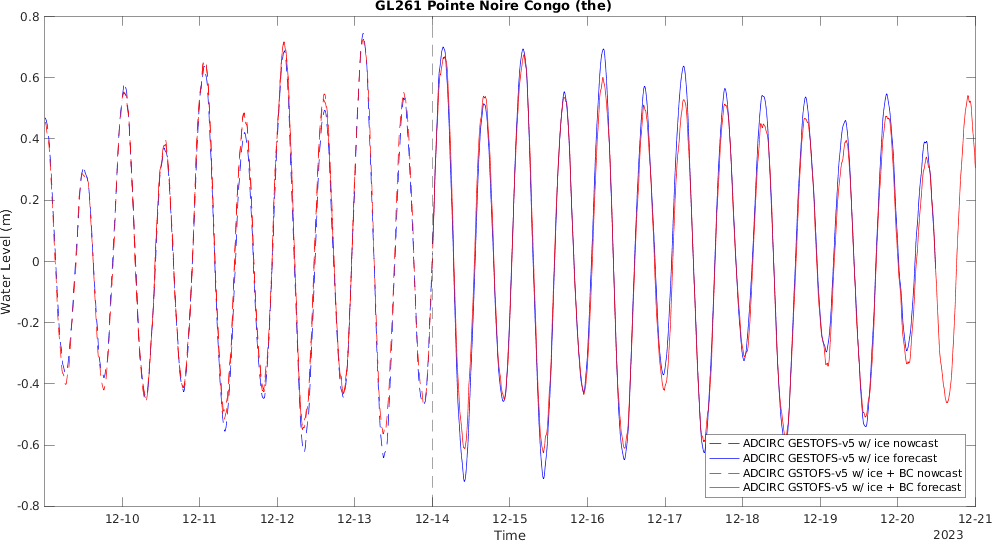 GL261 Pointe Noire Congo (the)
0.8
0.6
0.4
0.2
0
-0.2
-0.4
-0.6
-0.8
Water Level (m)
ADCIRC GESTOFS-v5 w/ ice nowcast
ADCIRC GESTOFS-v5 w/ ice forecast
ADCIRC GSTOFS-v5 w/ ice + BC nowcast
ADCIRC GSTOFS-v5 w/ ice + BC forecast
12-10 12-11 12-12 12-13 12-14 12-15 12-16 12-17 12-18 12-19 12-20 12-21
Time
2023